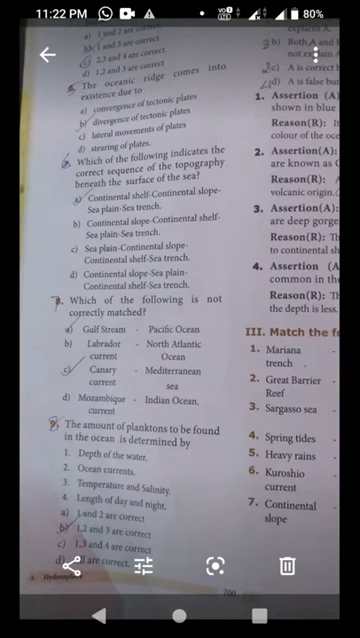 11:22 PM
80%
a) 1 and 2 are correct.
b) 1 and 3 are correct.
c) 2,3 and 4 are correct.
d) 1,2 and 3 are correct
The oceanic ridge comes into
existence due to
a) convergence of tectonic plates
b) divergence of tectonic plates
c) lateral movements of plates
d) stearing of plates.
Which of the following indicates the
correct sequence of the topography
beneath the surface of the sea?
a) Continental shelf-Continental slope-
Sea plain-Sea trench.
b) Continental slope-Continental shelf-
Sea plain-Sea trench.
c) Sea plain-Continental slope-
Continental shelf-Sea trench.
d) Continental slope-Sea plain-
Continental shelf-Sea trench.
8. Which of the following is not
correctly matched?
a) Gulf Stream - Pacific Ocean
b) Labrador - North Atlantic
current Ocean
c) Canary - Mediterranean
current sea
d) Mozambique - Indian Ocean.
current
9. The amount of planktons to be found
in the ocean is determined by
1. Depth of the water.
2. Ocean currents.
3. Temperature and Salinity.
4. Length of day and night.
a) 1 and 2 are correct
b) 1,2 and 3 are correct
c) 1,3 and 4 are correct
d) are correct.
200
explains A.
b) Both A and R
not explain A
c) A is correct
d) A is false but
1. Assertion (A)
shown in blue
Reason(R): 
colour of the oce
2. Assertion(A):
are known as
Reason(R):
volcanic origin.
3. Assertion(A):
are deep gorge
Reason(R): Th
to continental sh
4. Assertion (A
common in the
Reason(R): Th
the depth is less.
III. Match the fo
1. Mariana -
trench
2. Great Barrier -
Reef
3. Sargasso sea -
4. Spring tides -
5. Heavy rains -
6. Kuroshio -
current
7. Continental -
slope